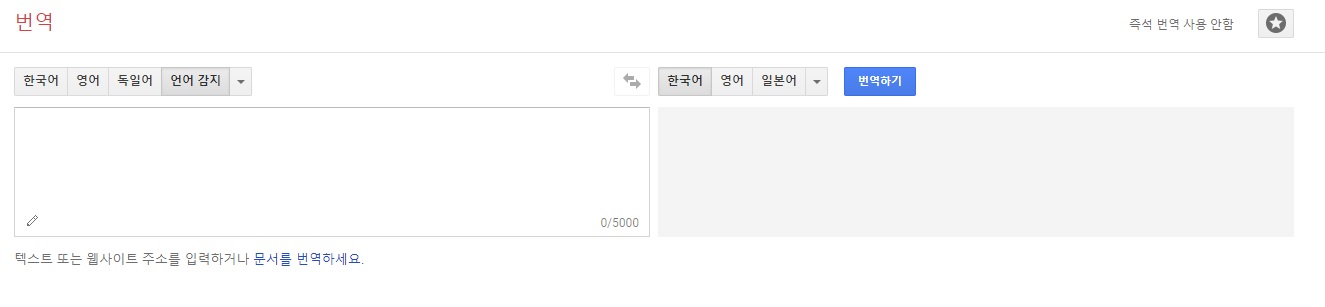 번역
즉석 번역 사용 안함
한국어 영어 독일어 언어 감지
한국어 영어 일본어 번역하기
0/5000
텍스트 또는 웹사이트 주소를 입력하거나 문서를 번역하세요.